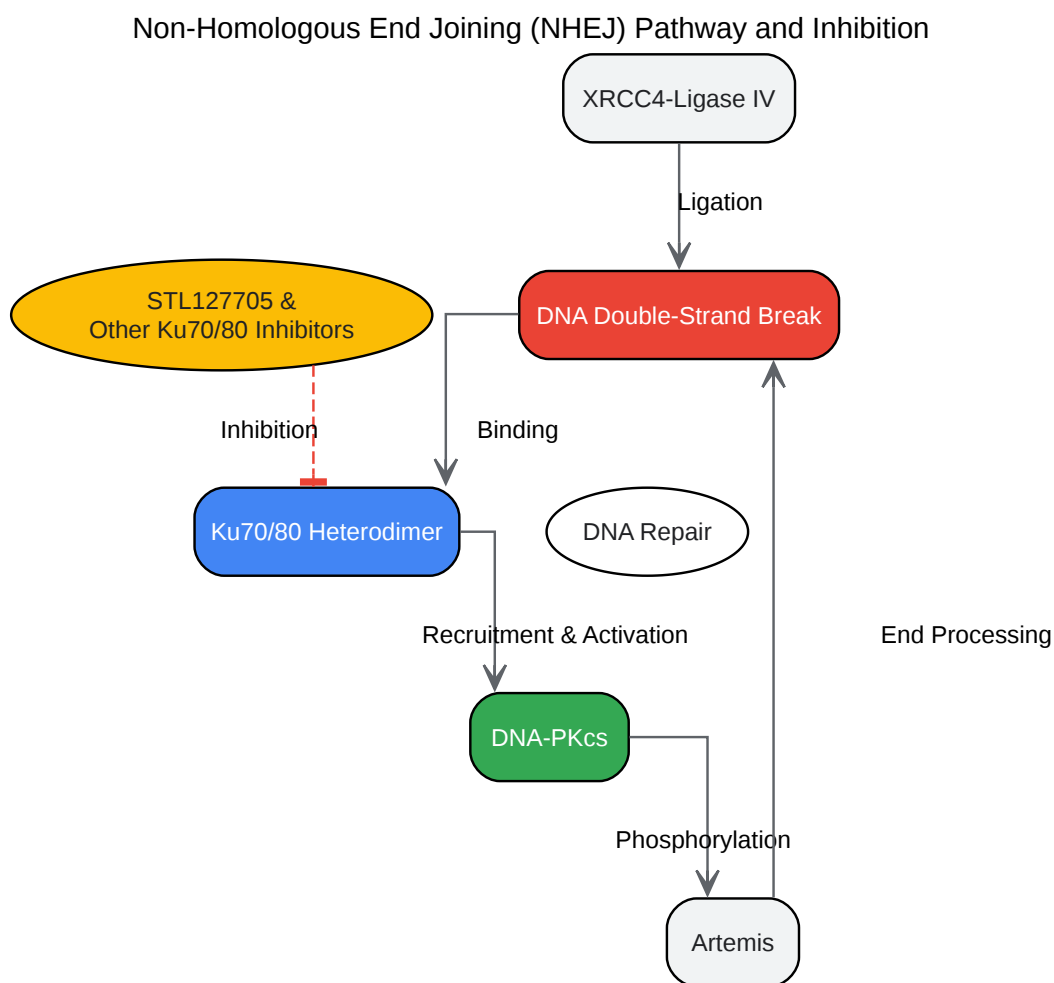 Non-Homologous End Joining (NHEJ) Pathway and Inhibition
XRCC4-Ligase IV
Ligation
STL127705 &
Other Ku70/80 Inhibitors
DNA Double-Strand Break
Inhibition
Binding
Ku70/80 Heterodimer
DNA Repair
Recruitment & Activation
End Processing
DNA-PKcs
Phosphorylation
Artemis